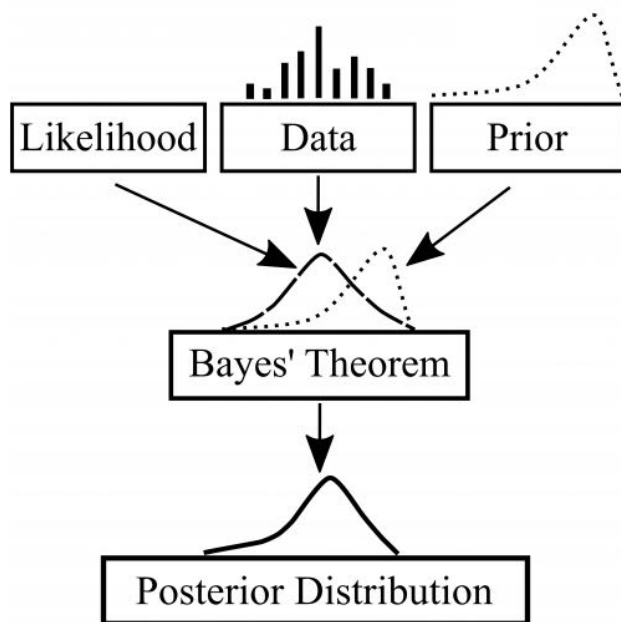 Likelihood
Data
Prior
Bayes' Theorem
Posterior Distribution